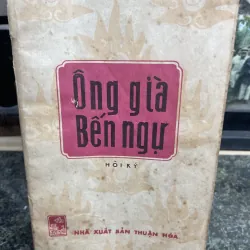 Ông già
Bến ngự
HỒI KÝ
NHÀ XUẤT BẢN THUẬN HÓA